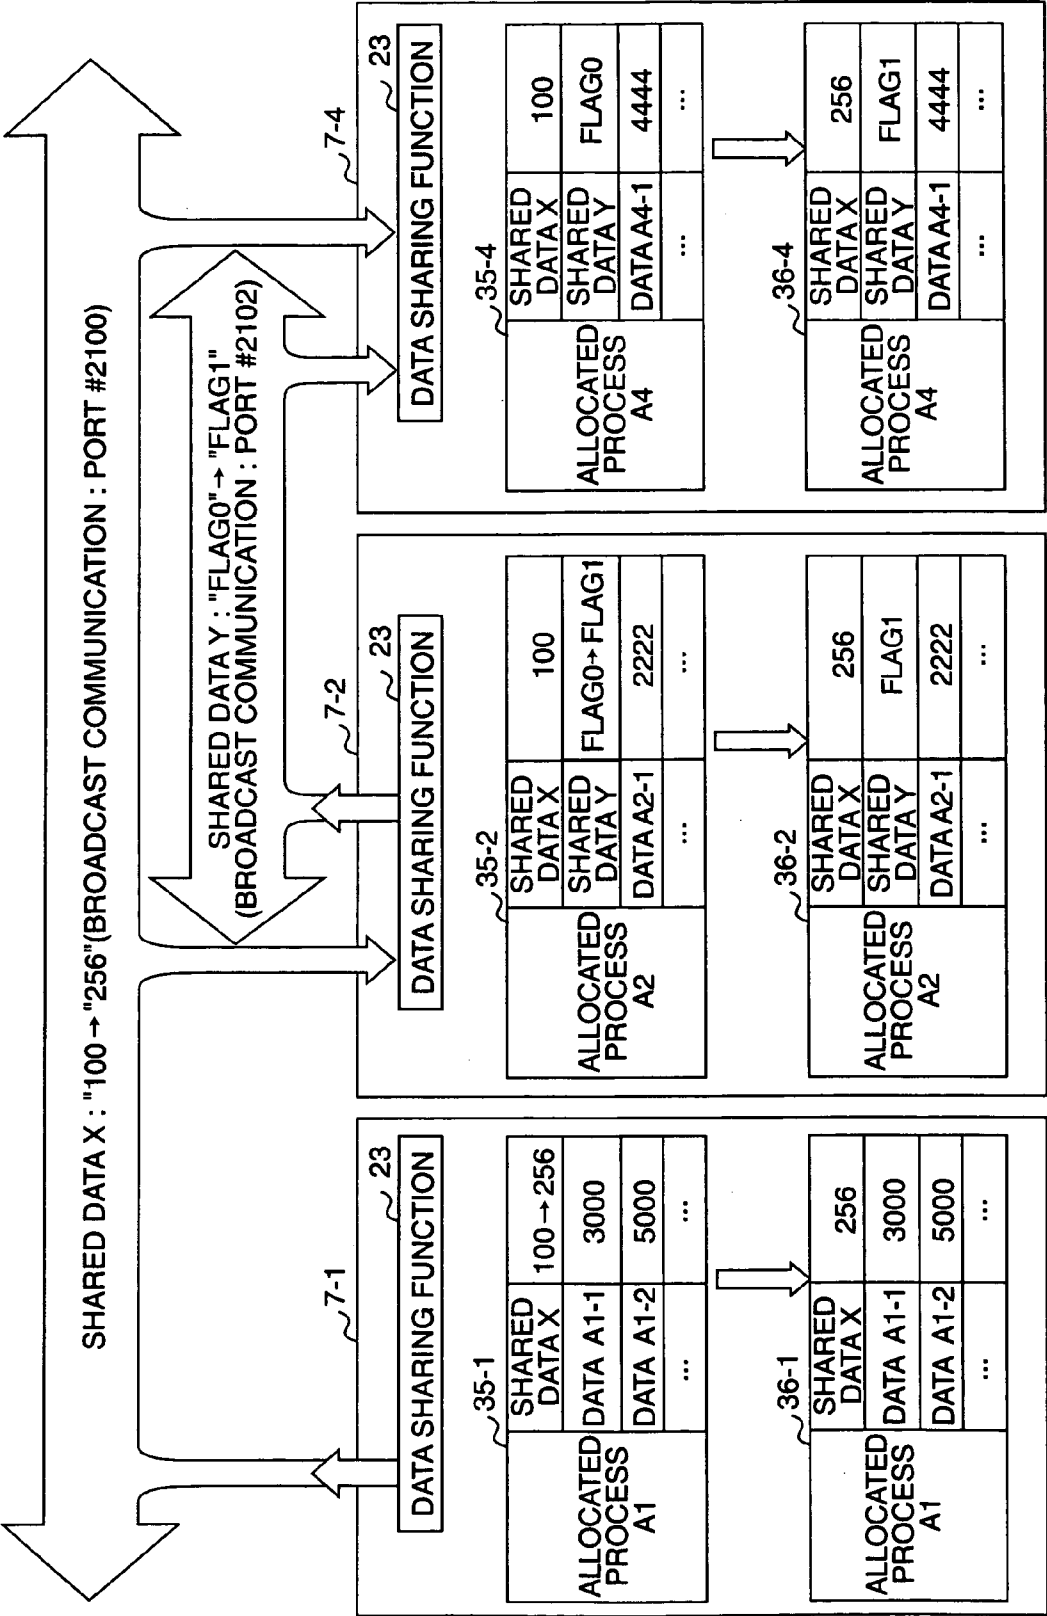 SHARED DATA X : "100→"256"(BROADCAST COMMUNICATION : PORT #2100)
SHARED DATA Y : "FLAG0"→"FLAG1"
(BROADCAST COMMUNICATION : PORT #2102)
7-1
23
DATA SHARING FUNCTION
35-1
ALLOCATED
PROCESS
A1
SHARED
DATA X
100→256
DATA A1-1
3000
DATA A1-2
5000
...
...
36-1
ALLOCATED
PROCESS
A1
SHARED
DATA X
256
DATA A1-1
3000
DATA A1-2
5000
...
...
7-2
23
DATA SHARING FUNCTION
35-2
ALLOCATED
PROCESS
A2
SHARED
DATA X
100
SHARED
DATA Y
FLAG0→FLAG1
DATA A2-1
2222
...
...
36-2
ALLOCATED
PROCESS
A2
SHARED
DATA X
256
SHARED
DATA Y
FLAG1
DATA A2-1
2222
...
...
7-4
23
DATA SHARING FUNCTION
35-4
ALLOCATED
PROCESS
A4
SHARED
DATA X
100
SHARED
DATA Y
FLAG0
DATA A4-1
4444
...
...
36-4
ALLOCATED
PROCESS
A4
SHARED
DATA X
256
SHARED
DATA Y
FLAG1
DATA A4-1
4444
...
...